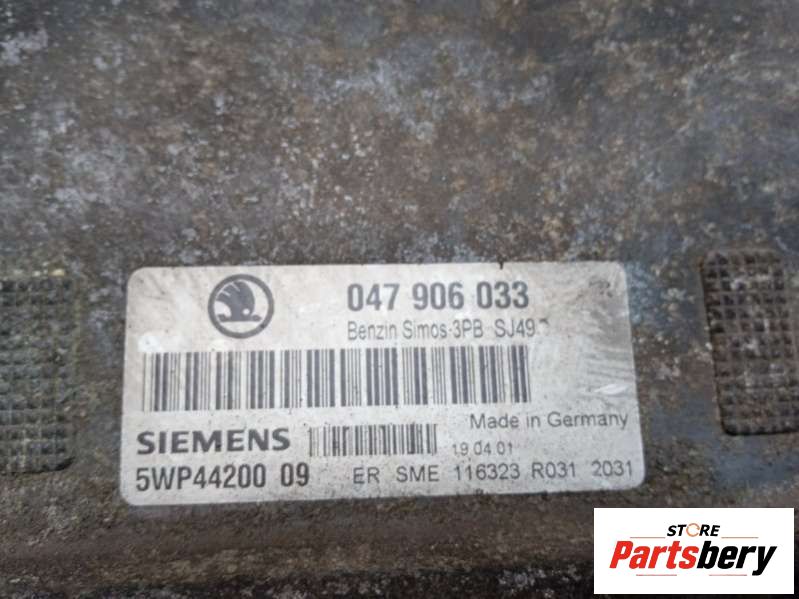 047 906 033
Benzin Simos-3PB SJ49
Made in Germany
SIEMENS
19 04 01
5WP44200 09 ER SME 116323 R031 2031
STORE
Partsbery